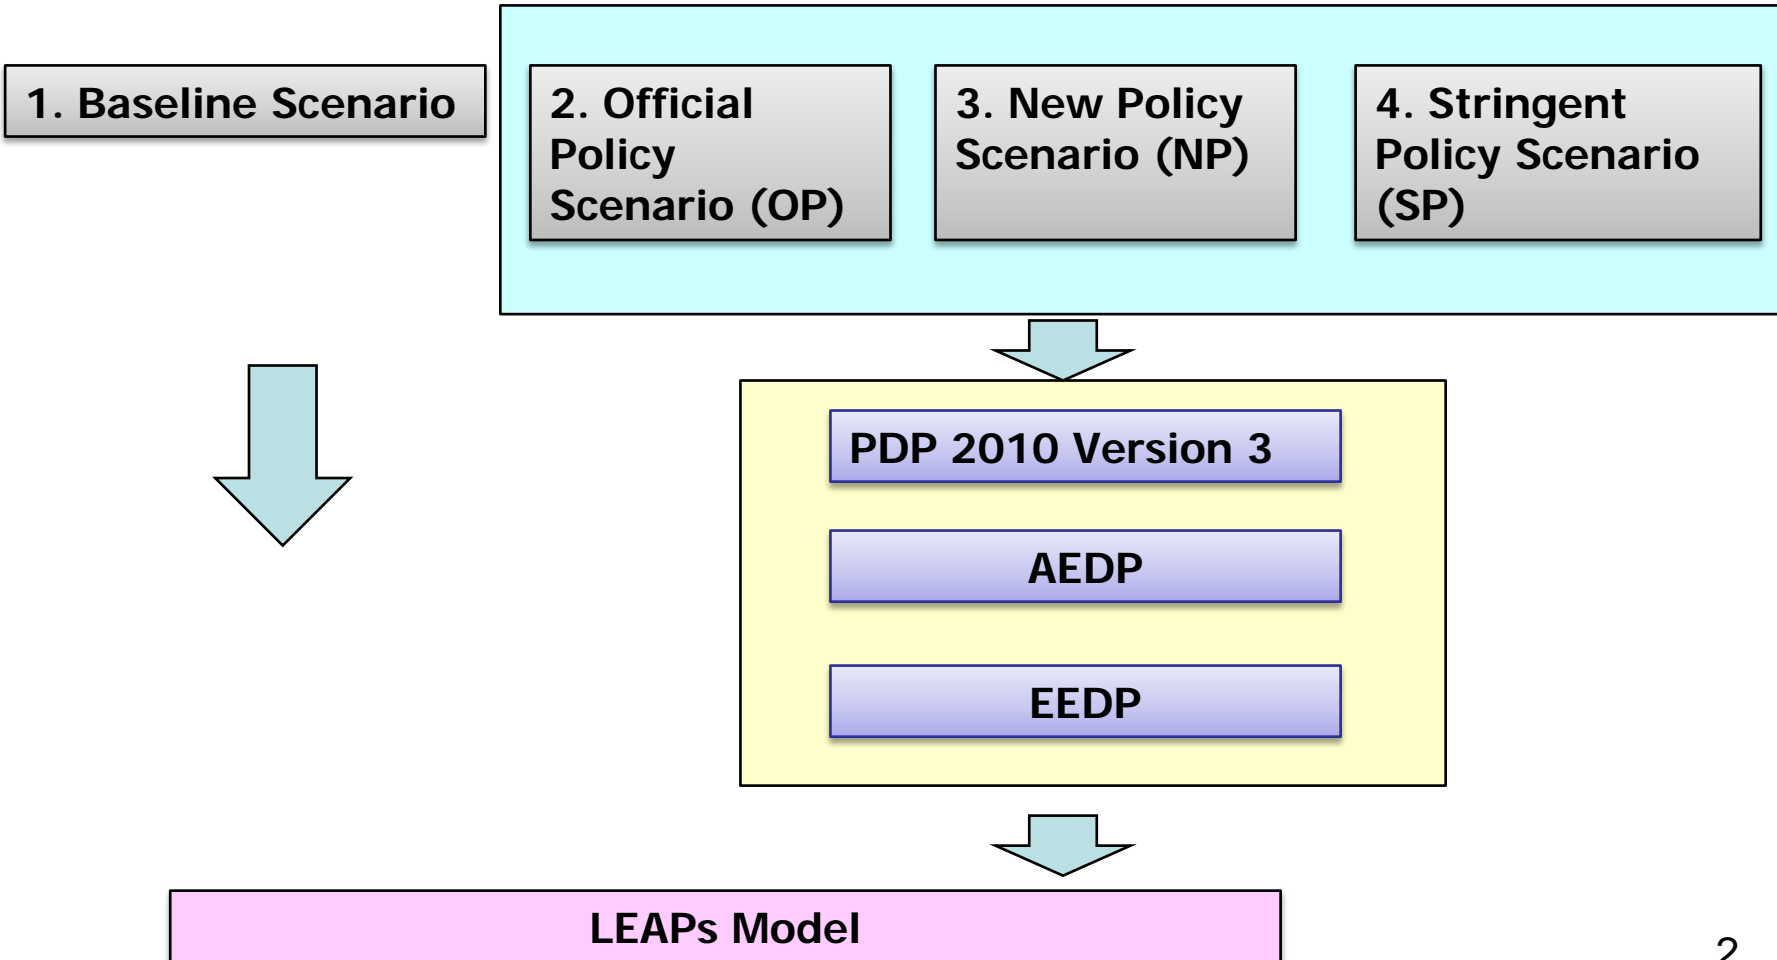 1. Baseline Scenario
2. Official
Policy
Scenario (OP)
3. New Policy
Scenario (NP)
4. Stringent
Policy Scenario
(SP)
PDP 2010 Version 3
AEDP
EEDP
LEAPs Model
2